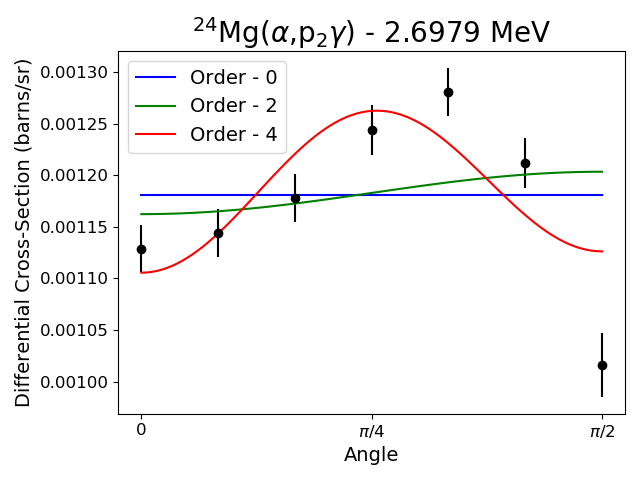 ²⁴Mg(α,p₂γ) - 2.6979 MeV
Differential Cross-Section (barns/sr)
0.00130
0.00125
0.00120
0.00115
0.00110
0.00105
0.00100
Order - 0
Order - 2
Order - 4
0 π/4 π/2
Angle